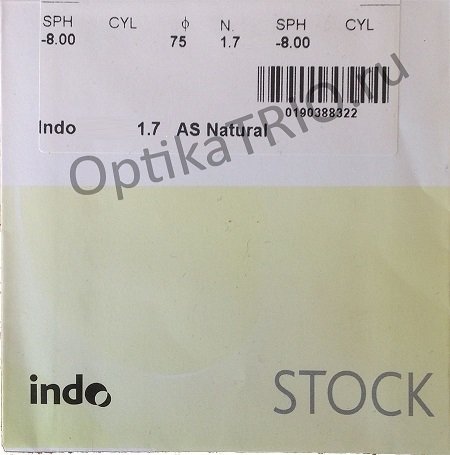 SPH CYL ϕ N. SPH CYL
-8.00 75 1.7 -8.00
0190388322
Indo 1.7 AS Natural
OptikaTRIO.ru
indo STOCK